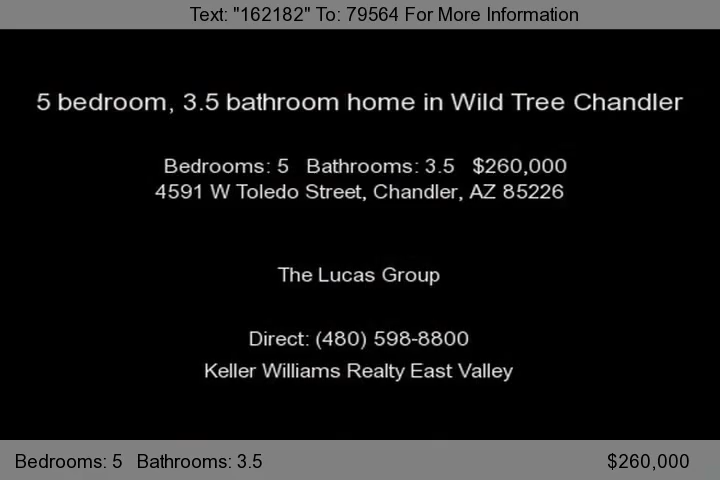 Text: "162182" To: 79564 For More Information
5 bedroom, 3.5 bathroom home in Wild Tree Chandler
Bedrooms: 5 Bathrooms: 3.5 $260,000
4591 W Toledo Street, Chandler, AZ 85226
The Lucas Group
Direct: (480) 598-8800
Keller Williams Realty East Valley
Bedrooms: 5 Bathrooms: 3.5 $260,000